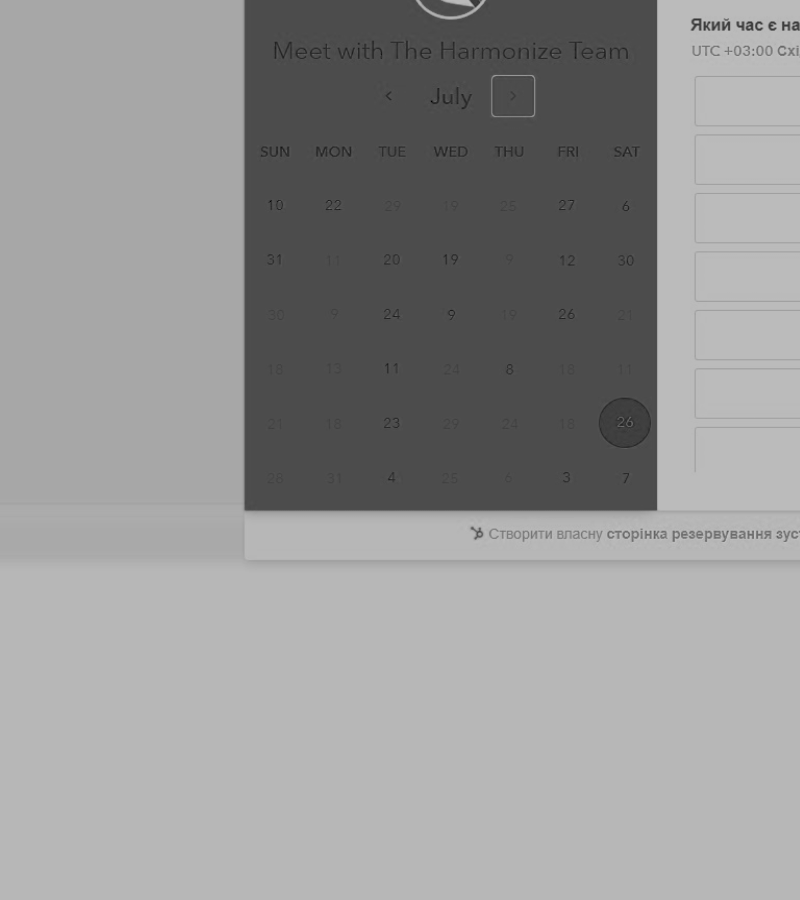 Meet with The Harmonize Team
July
SUN MON TUE WED THU FRI SAT
10 22 29 19 25 27 6
31 11 20 19 9 12 30
30 9 24 9 19 26 21
18 13 11 24 8 18 11
21 18 23 29 24 18 26
28 31 4 25 6 3 7
Який час є на
UTC +03:00 Схі
Створити власну сторінка резервування зус